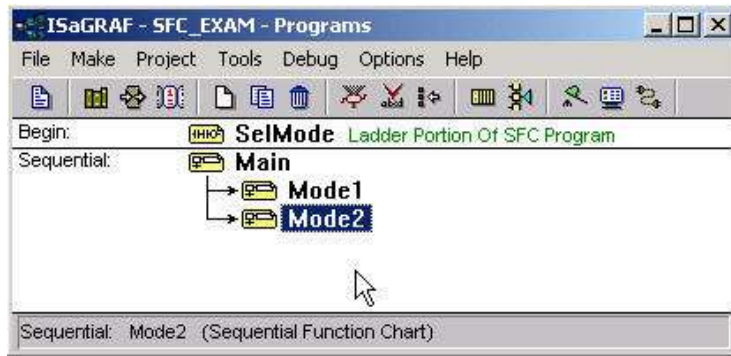 ISaGRAF - SFC_EXAM - Programs
File Make Project Tools Debug Options Help
Begin: SelMode Ladder Portion Of SFC Program
Sequential: Main
Mode1
Mode2
Sequential: Mode2 (Sequential Function Chart)